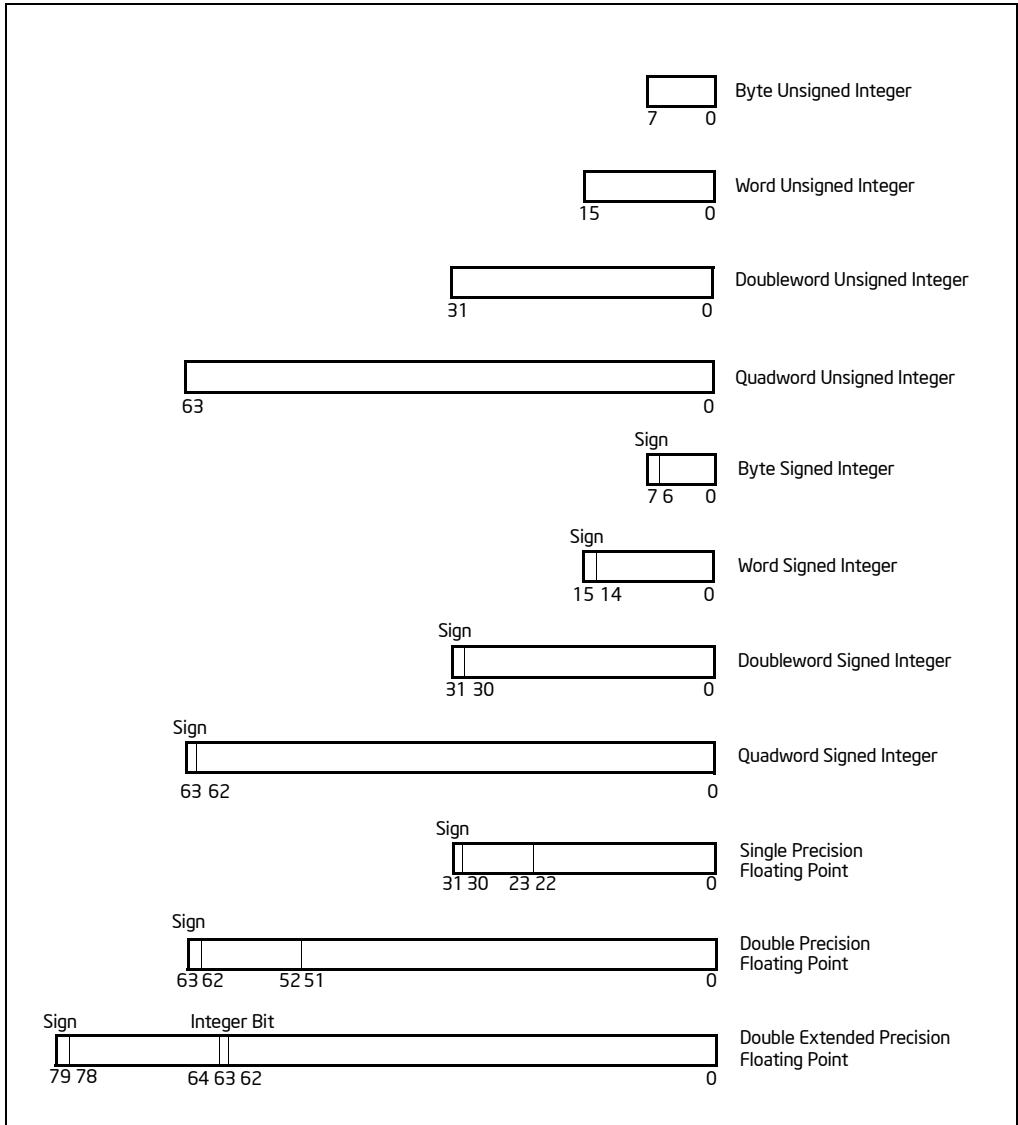 Byte Unsigned Integer
7 0
Word Unsigned Integer
15 0
Doubleword Unsigned Integer
31 0
Quadword Unsigned Integer
63 0
Sign
Byte Signed Integer
7 6 0
Sign
Word Signed Integer
15 14 0
Sign
Doubleword Signed Integer
31 30 0
Sign
Quadword Signed Integer
63 62 0
Sign
Single Precision
Floating Point
31 30 23 22 0
Sign
Double Precision
Floating Point
63 62 52 51 0
Sign Integer Bit
Double Extended Precision
Floating Point
79 78 64 63 62 0